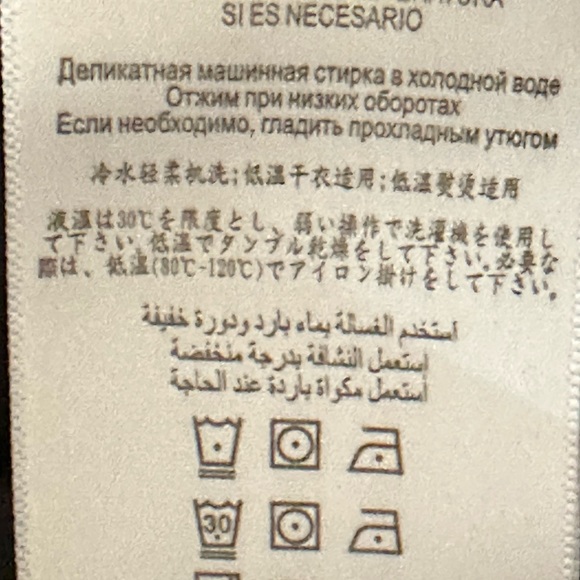 SI ES NECESARIO
Депикатная машинная стирка в холодной воде
Отжим при низких оборотах
Если необходимо, гладить прохладным утюгом
冷水轻柔机洗;低温干衣适用;低温熨烫适用
液温は30℃を限度とし、弱い操作で洗濯機を使用し
て下さい。低温でタンブル乾燥をして下さい。必要な
際は、低温(80℃-120℃)でアイロン掛けをして下さい。
استخدم الغسالة بماء بارد ودورة خفيفة
إستعمل النشافة بدرجة منخفضة
أستعمل مكواة باردة عند الحاجة
30